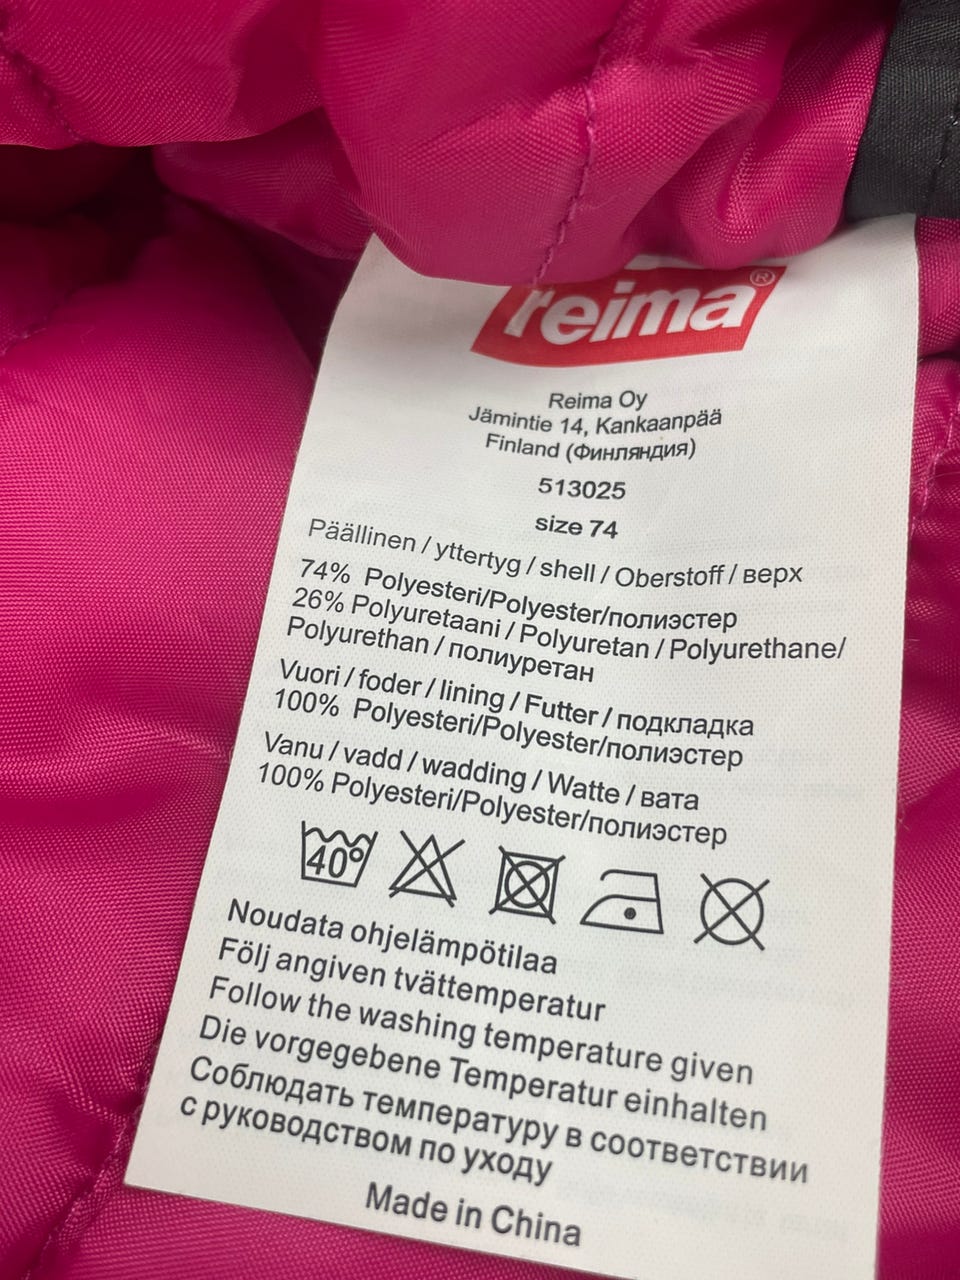 reima®
Reima Oy
Jämintie 14, Kankaanpää
Finland (Финляндия)
513025
size 74
Päällinen / yttertyg / shell / Oberstoff / верх
74% Polyesteri/Polyester/полиэстер
26% Polyuretaani / Polyuretan / Polyurethane/
Polyurethan / полиуретан
Vuori / foder / lining / Futter / подкладка
100% Polyesteri/Polyester/полиэстер
Vanu / vadd / wadding / Watte / вата
100% Polyesteri/Polyester/полиэстер
40°
Noudata ohjelämpötilaa
Följ angiven tvättemperatur
Follow the washing temperature given
Die vorgegebene Temperatur einhalten
Соблюдать температуру в соответствии
с руководством по уходу
Made in China